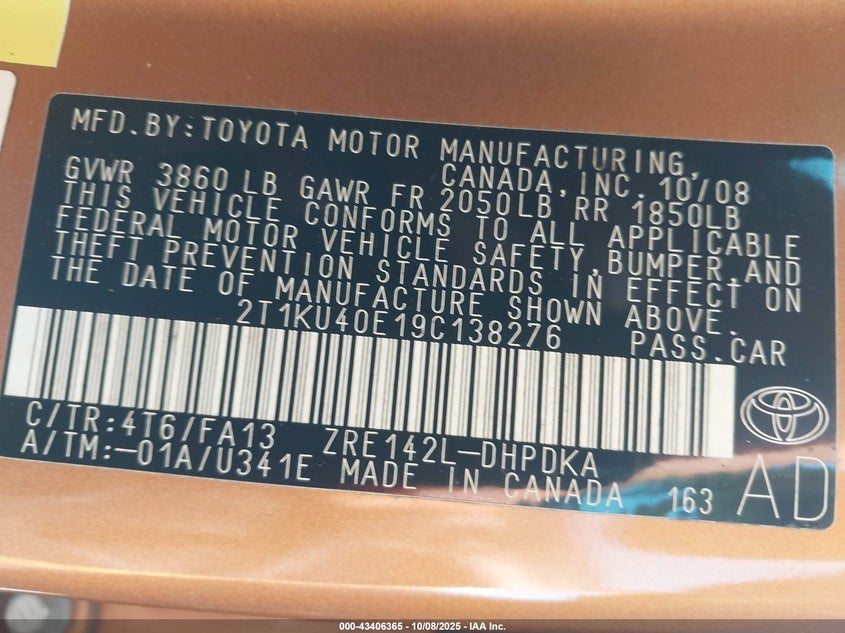 MFD.BY:TOYOTA MOTOR MANUFACTURING,
CANADA,INC. 10/08
GVWR 3860 LB GAWR FR 2050LB RR 1850LB
THIS VEHICLE CONFORMS TO ALL APPLICABLE
FEDERAL MOTOR VEHICLE SAFETY,BUMPER,AND
THEFT PREVENTION STANDARDS IN EFFECT ON
THE DATE OF MANUFACTURE SHOWN ABOVE.
2T1KU40E19C138276 PASS.CAR
C/TR:4T6/FA13 ZRE142L-DHPDKA
A/TM:-01A/U341E MADE IN CANADA 163 AD
000-43406365 - 10/08/2025 - IAA Inc.